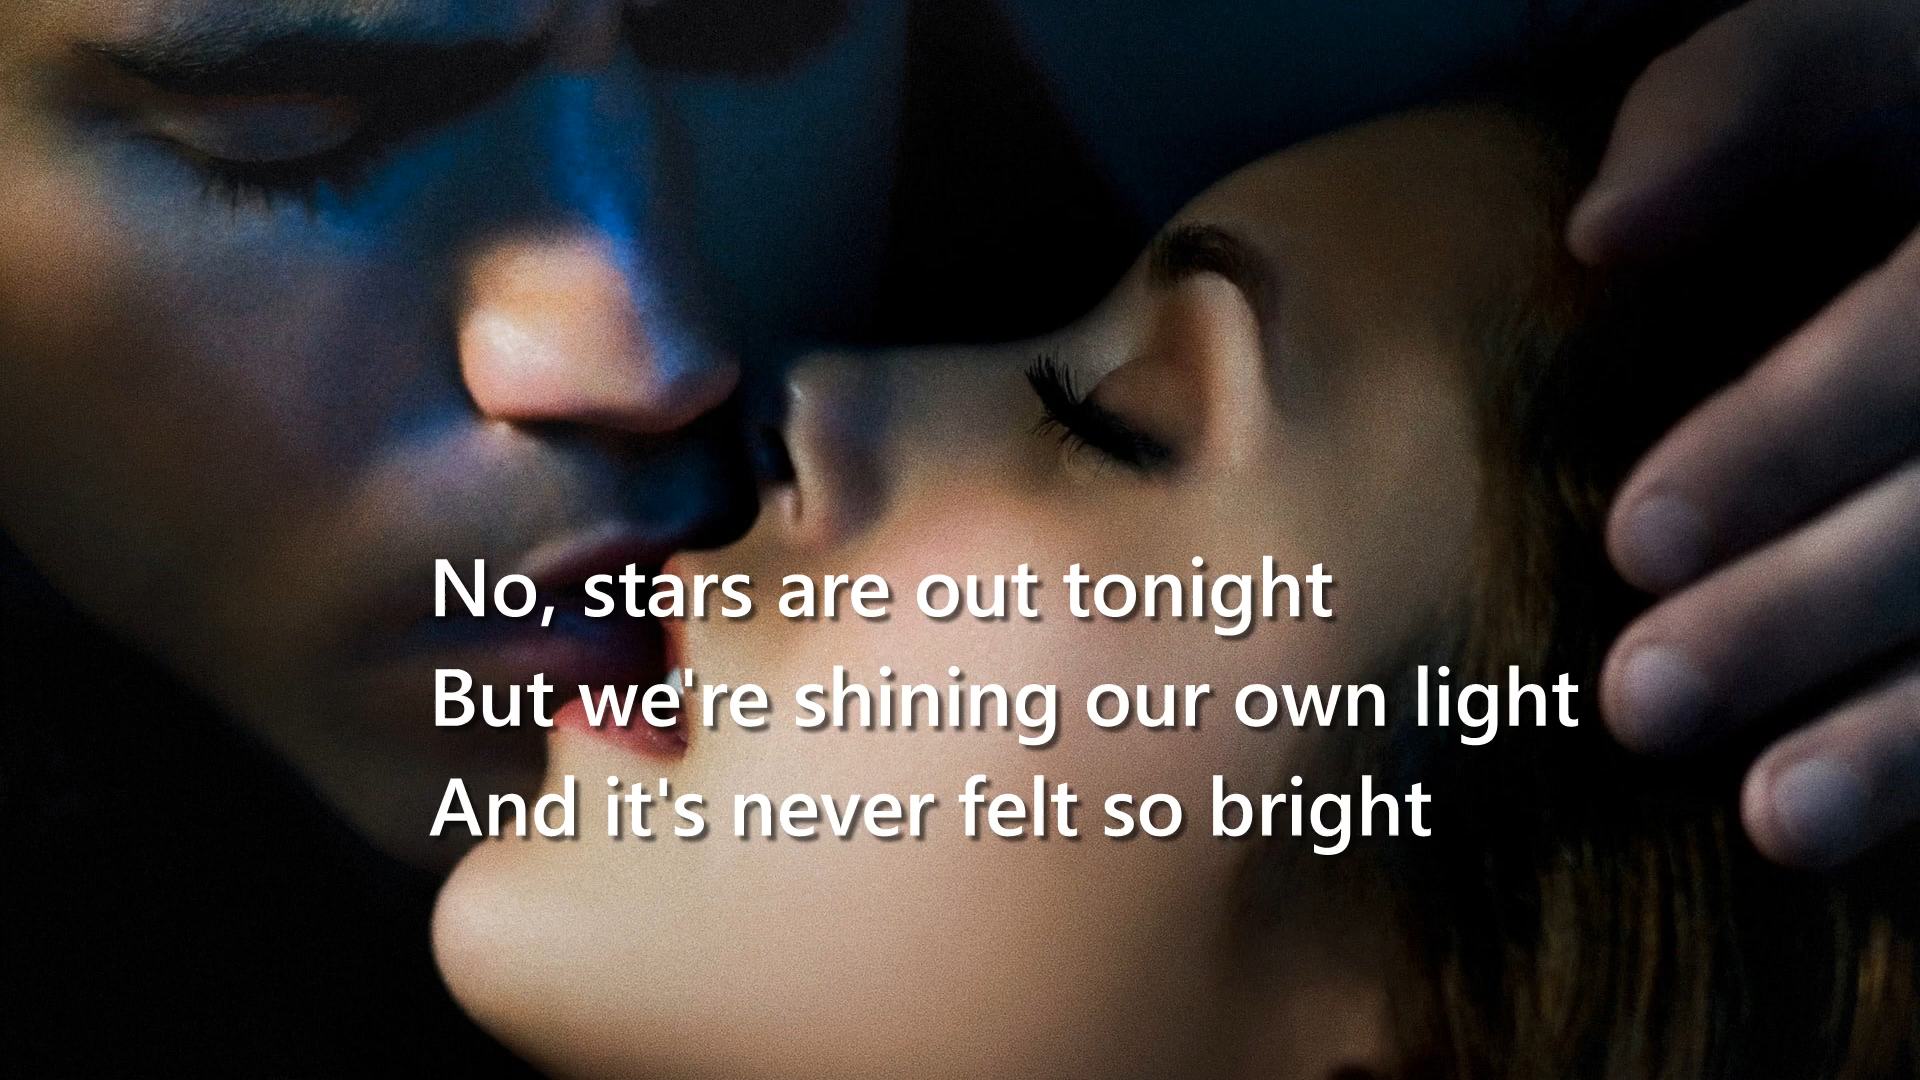 No, stars are out tonight
But we're shining our own light
And it's never felt so bright